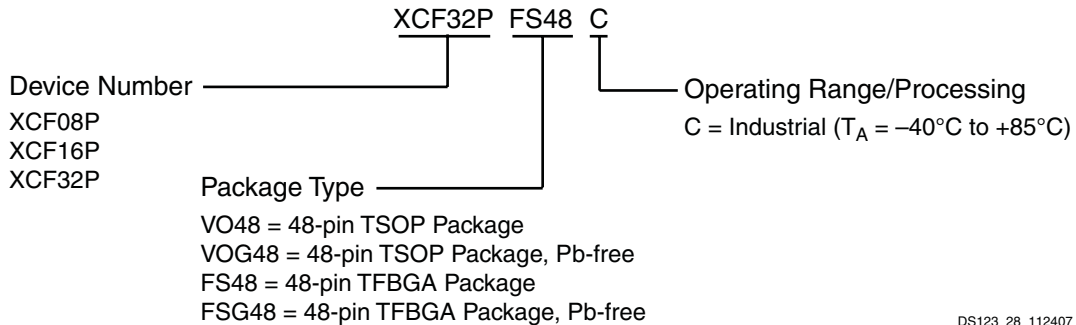 XCF32P FS48 C
Device Number
XCF08P
XCF16P
XCF32P
Package Type
VO48 = 48-pin TSOP Package
VOG48 = 48-pin TSOP Package, Pb-free
FS48 = 48-pin TFBGA Package
FSG48 = 48-pin TFBGA Package, Pb-free
Operating Range/Processing
C = Industrial (TA = –40°C to +85°C)
DS123_28_112407